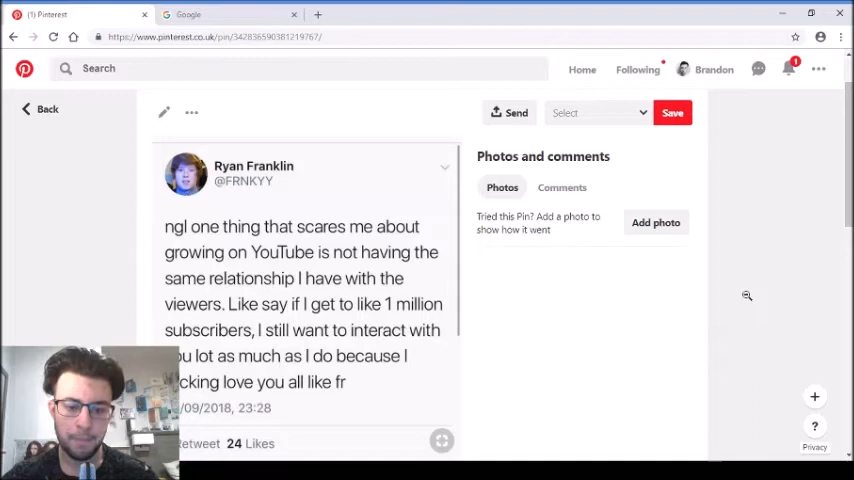 (1) Pinterest
Google
https://www.pinterest.co.uk/pin/342836590381219767/
Search
Home
Following
Brandon
1
Back
Send
Select
Save
Ryan Franklin
@FRNKYY
ngl one thing that scares me about
growing on YouTube is not having the
same relationship I have with the
viewers. Like say if I get to like 1 million
subscribers, I still want to interact with
ou lot as much as I do because I
cking love you all like fr
/09/2018, 23:28
etweet 24 Likes
Photos and comments
Photos
Comments
Tried this Pin? Add a photo to
show how it went
Add photo
+
?
Privacy